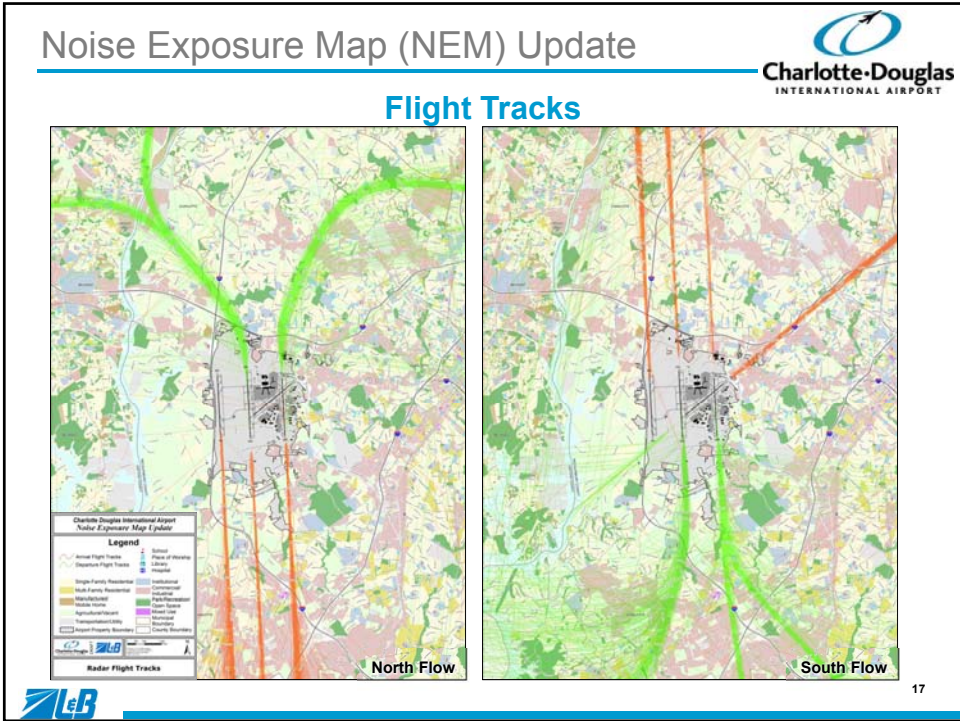 Noise Exposure Map (NEM) Update
Charlotte•Douglas
INTERNATIONAL AIRPORT
Flight Tracks
Charlotte Douglas International Airport
Noise Exposure Map Update
Legend
Arrival Flight Tracks
Departure Flight Tracks
School
Place of Worship
Library
Hospital
Single-Family Residential
Multi-Family Residential
Manufactured/
Mobile Home
Agricultural/Vacant
Transportation/Utility
Airport Property Boundary
Institutional
Commercial/
Industrial
Park/Recreation/
Open Space
Mixed Use
Municipal
Boundary
County Boundary
L&B
Radar Flight Tracks
North Flow
South Flow
17
L&B